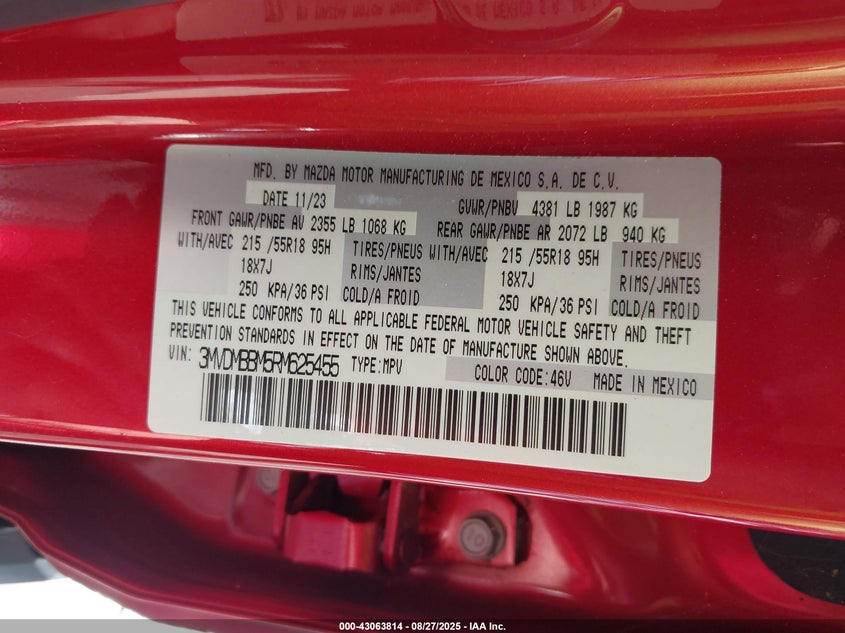 MFD. BY MAZDA MOTOR MANUFACTURING DE MEXICO S.A. DE C.V.
DATE 11/23 GVWR/PNBV 4381 LB 1987 KG
FRONT GAWR/PNBE AV 2355 LB 1068 KG REAR GAWR/PNBE AR 2072 LB 940 KG
WITH/AVEC 215 /55R18 95H TIRES/PNEUS WITH/AVEC 215 /55R18 95H TIRES/PNEUS
18X7J RIMS/JANTES 18X7J RIMS/JANTES
250 KPA/36 PSI COLD/A FROID 250 KPA/36 PSI COLD/A FROID
THIS VEHICLE CONFORMS TO ALL APPLICABLE FEDERAL MOTOR VEHICLE SAFETY AND THEFT
PREVENTION STANDARDS IN EFFECT ON THE DATE OF MANUFACTURE SHOWN ABOVE.
VIN: 3MVDMBBM5RM625455 TYPE:MPV COLOR CODE:46V MADE IN MEXICO
000-43063814 - 08/27/2025 - IAA Inc.